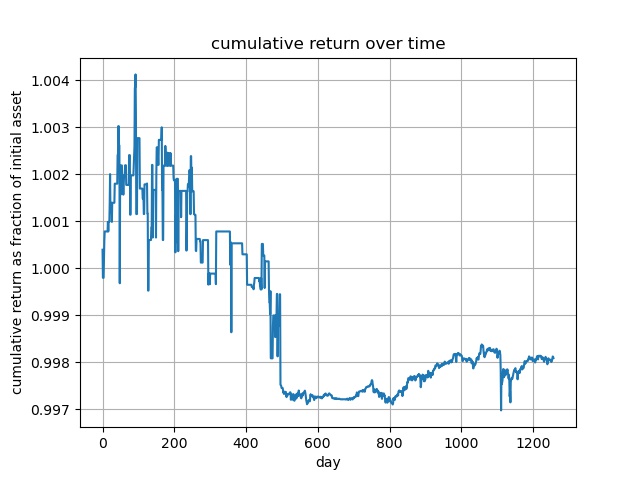 cumulative return over time
cumulative return as fraction of initial asset
1.004
1.003
1.002
1.001
1.000
0.999
0.998
0.997
0 200 400 600 800 1000 1200
day